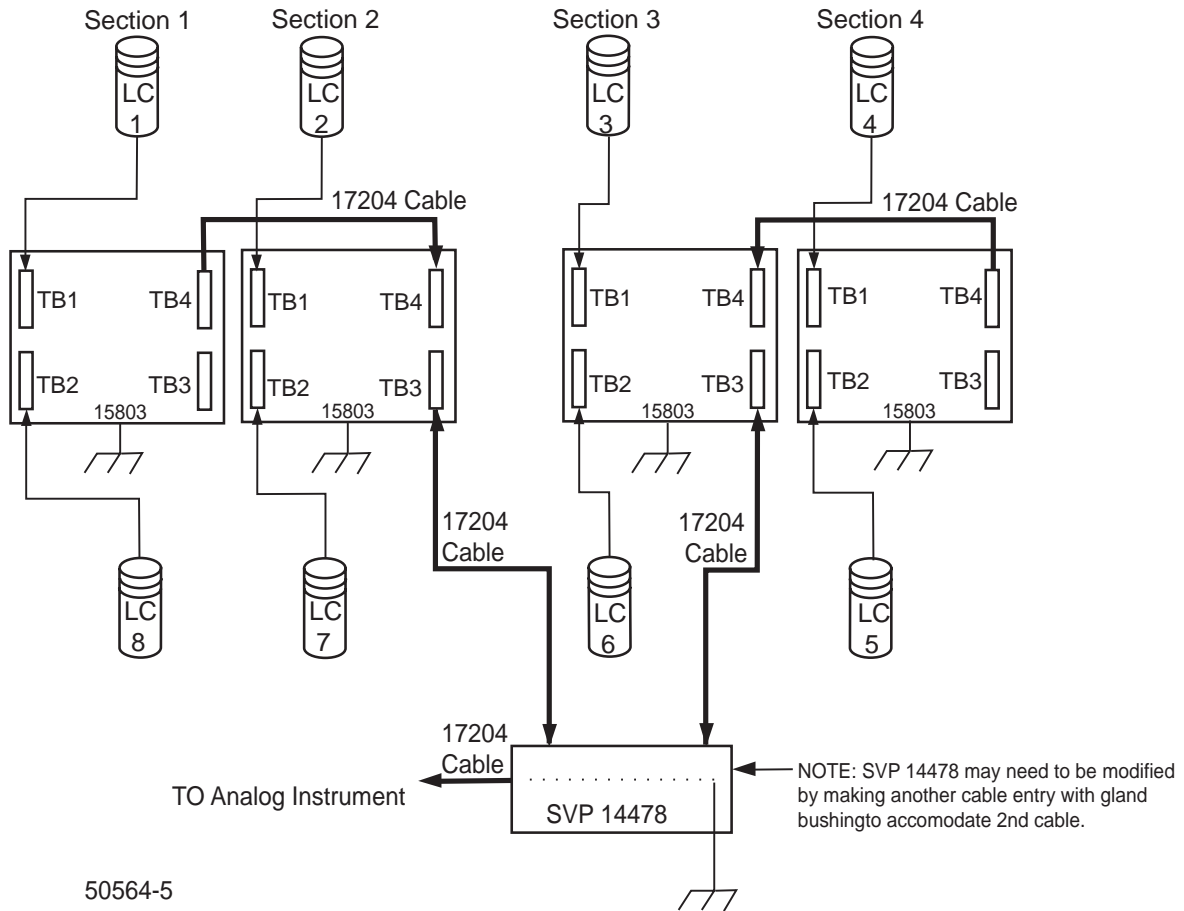 Section 1
Section 2
Section 3
Section 4
LC
1
LC
2
LC
3
LC
4
17204 Cable
17204 Cable
TB1
TB4
TB1
TB4
TB1
TB4
TB1
TB4
TB2
TB3
TB2
TB3
TB2
TB3
TB2
TB3
15803
15803
15803
15803
17204
Cable
17204
Cable
LC
8
LC
7
LC
6
LC
5
17204
Cable
TO Analog Instrument
SVP 14478
NOTE: SVP 14478 may need to be modified
by making another cable entry with gland
bushingto accomodate 2nd cable.
50564-5